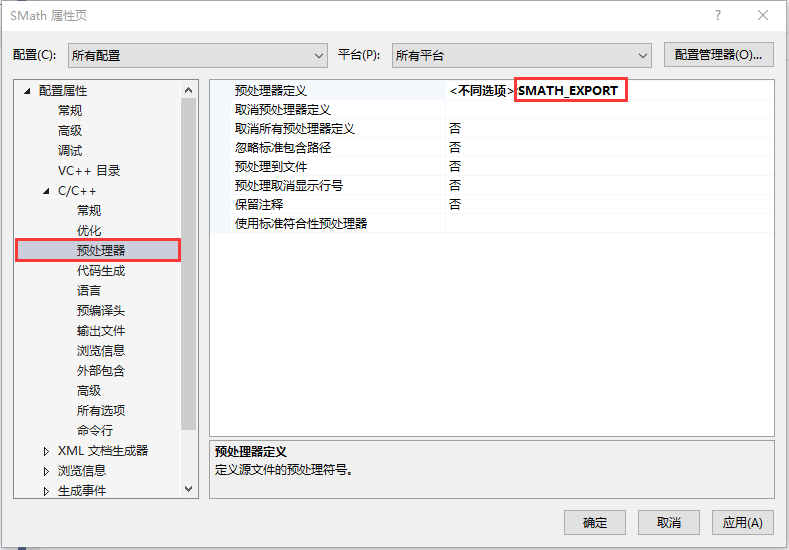 SMath 属性页
配置(C): 所有配置 平台(P): 所有平台 配置管理器(O)...
配置属性
常规
高级
调试
VC++ 目录
C/C++
常规
优化
预处理器
代码生成
语言
预编译头
输出文件
浏览信息
外部包含
高级
所有选项
命令行
XML 文档生成器
浏览信息
生成事件
预处理器定义 <不同选项>;SMATH_EXPORT
取消预处理器定义
取消所有预处理器定义 否
忽略标准包含路径 否
预处理到文件 否
预处理取消显示行号 否
保留注释 否
使用标准符合性预处理器
预处理器定义
定义源文件的预处理符号。
确定 取消 应用(A)